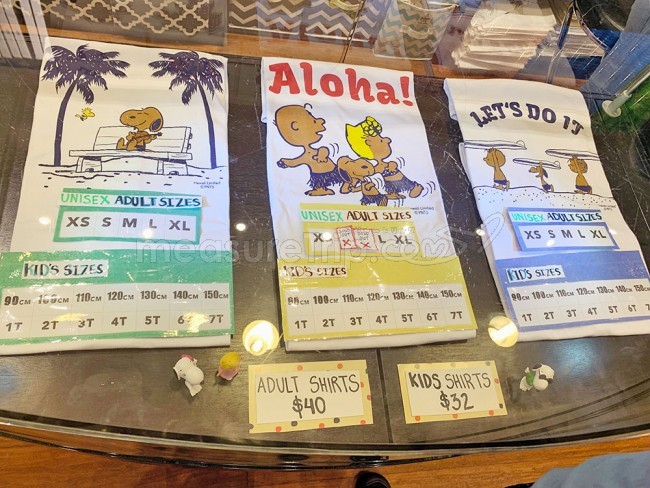 UNISEX ADULT SIZES
XS S M L XL
KID'S SIZES
90CM 100CM 110CM 120CM 130CM 140CM 150CM
1T 2T 3T 4T 5T 6T 7T
Aloha!
UNISEX ADULT SIZES
XS L XL
KID'S SIZES
90CM 100CM 110CM 120CM 130CM 140CM 150CM
1T 2T 3T 4T 5T 6T 7T
LET'S DO IT
UNISEX ADULT SIZES
XS S M L XL
KID'S SIZES
90CM 100CM 110CM 120CM 130CM 140CM 150CM
1T 2T 3T 4T 5T 6T 7T
ADULT SHIRTS
$40
KIDS SHIRTS
$32